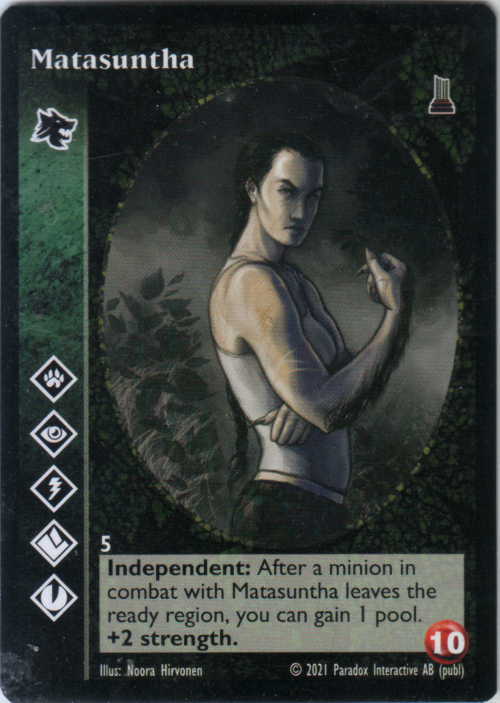 Matasuntha
5
Independent: After a minion in
combat with Matasuntha leaves the
ready region, you can gain 1 pool.
+2 strength.
10
Illus: Noora Hirvonen © 2021 Paradox Interactive AB (publ)